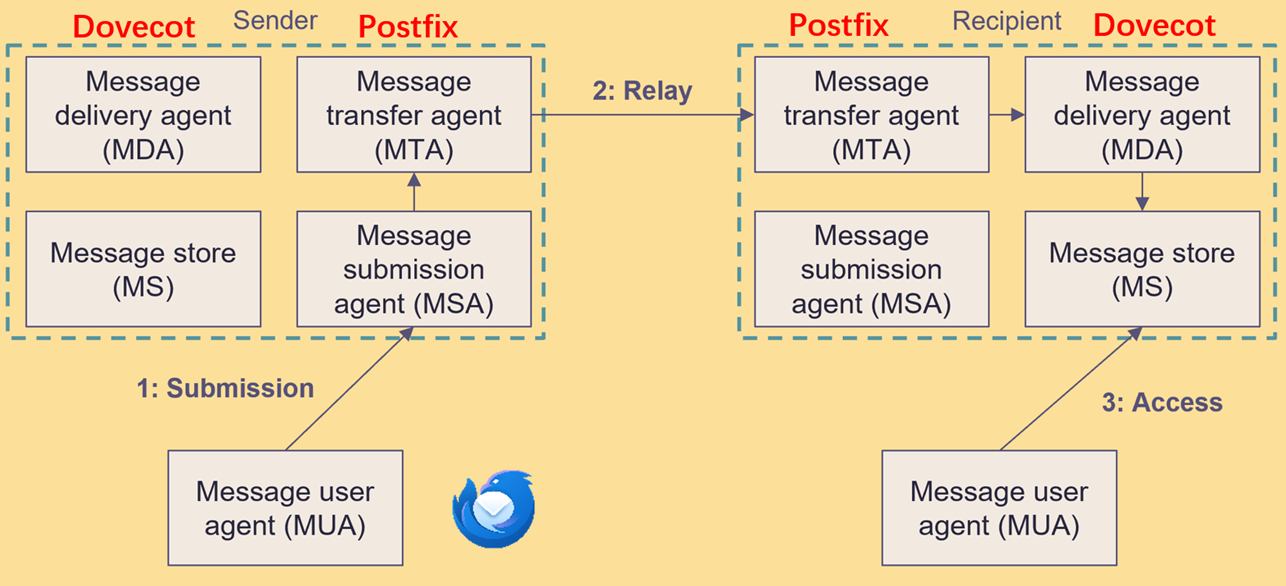 Dovecot Sender Postfix
Message
delivery agent
(MDA)
Message
transfer agent
(MTA)
Message store
(MS)
Message
submission
agent (MSA)
1: Submission
Message user
agent (MUA)
2: Relay
Postfix Recipient Dovecot
Message
transfer agent
(MTA)
Message
delivery agent
(MDA)
Message
submission
agent (MSA)
Message store
(MS)
3: Access
Message user
agent (MUA)